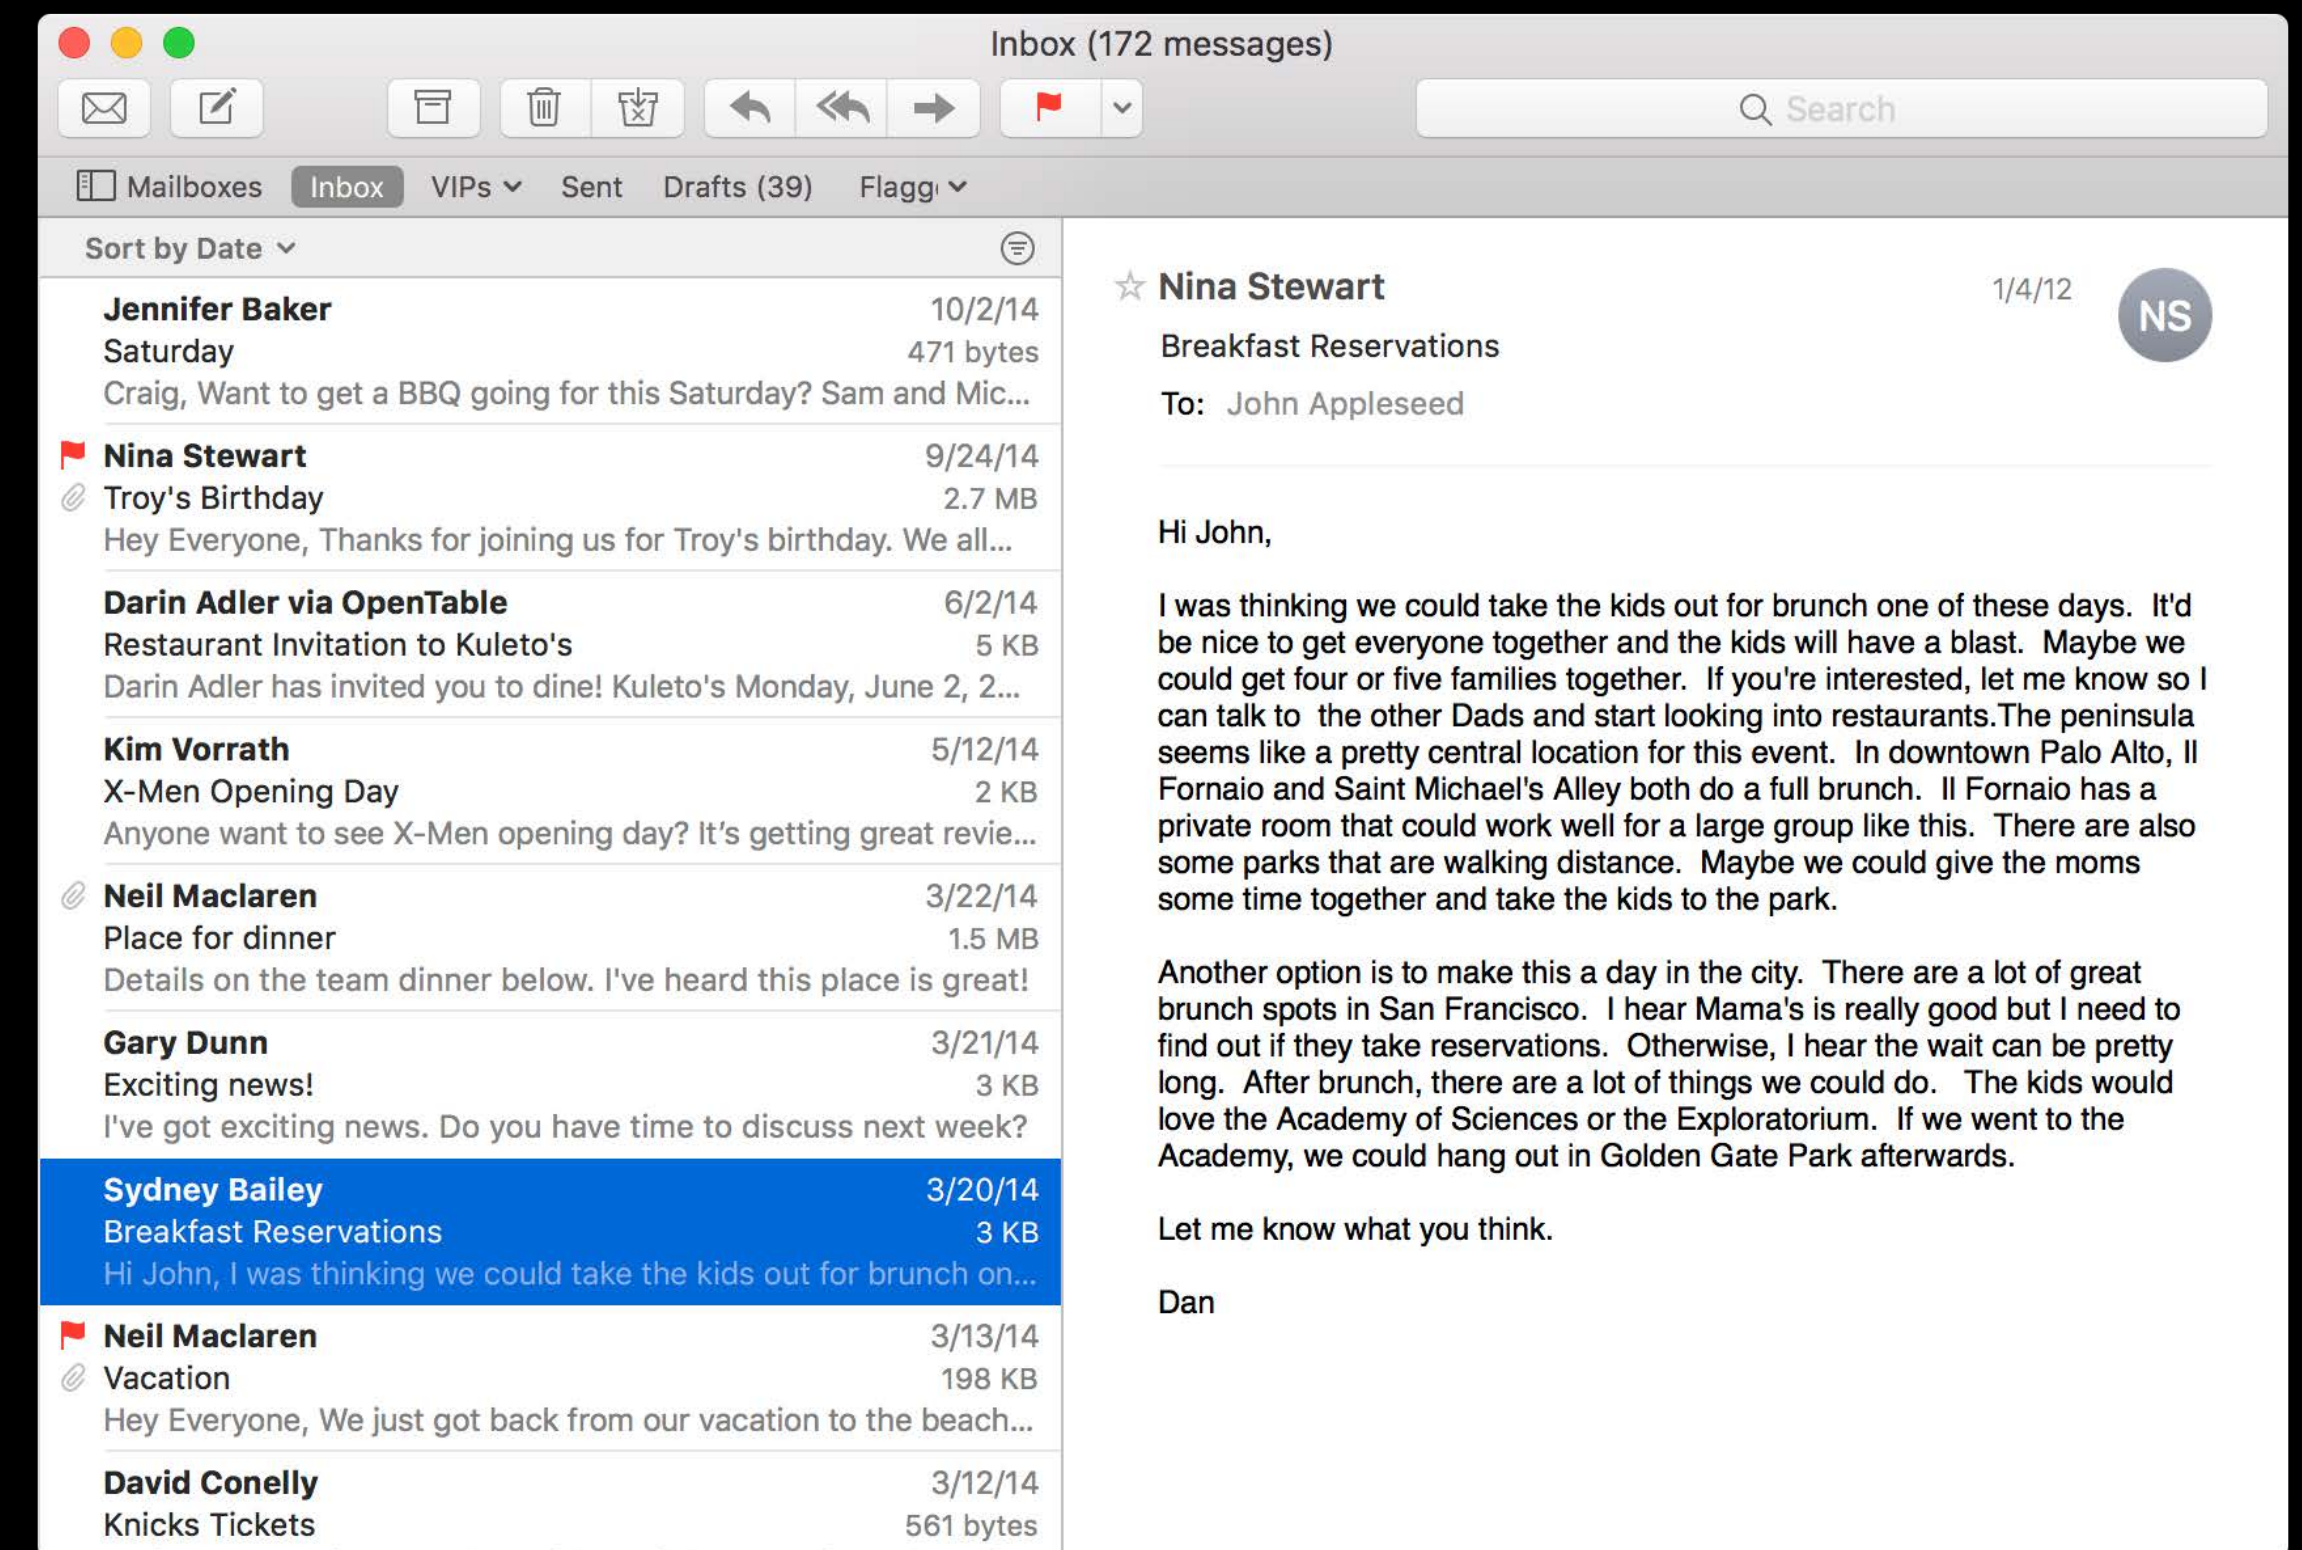 Inbox (172 messages)
Search
Mailboxes Inbox VIPs Sent Drafts (39) Flagg
Sort by Date
Jennifer Baker 10/2/14
Saturday 471 bytes
Craig, Want to get a BBQ going for this Saturday? Sam and Mic...
Nina Stewart 9/24/14
Troy's Birthday 2.7 MB
Hey Everyone, Thanks for joining us for Troy's birthday. We all...
Darin Adler via OpenTable 6/2/14
Restaurant Invitation to Kuleto's 5 KB
Darin Adler has invited you to dine! Kuleto's Monday, June 2, 2...
Kim Vorrath 5/12/14
X-Men Opening Day 2 KB
Anyone want to see X-Men opening day? It’s getting great revie...
Neil Maclaren 3/22/14
Place for dinner 1.5 MB
Details on the team dinner below. I've heard this place is great!
Gary Dunn 3/21/14
Exciting news! 3 KB
I've got exciting news. Do you have time to discuss next week?
Sydney Bailey 3/20/14
Breakfast Reservations 3 KB
Hi John, I was thinking we could take the kids out for brunch on...
Neil Maclaren 3/13/14
Vacation 198 KB
Hey Everyone, We just got back from our vacation to the beach...
David Conelly 3/12/14
Knicks Tickets 561 bytes
Nina Stewart 1/4/12 NS
Breakfast Reservations
To: John Appleseed
Hi John,
I was thinking we could take the kids out for brunch one of these days.  It'd
be nice to get everyone together and the kids will have a blast.  Maybe we
could get four or five families together.  If you're interested, let me know so I
can talk to  the other Dads and start looking into restaurants.The peninsula
seems like a pretty central location for this event.  In downtown Palo Alto, Il
Fornaio and Saint Michael's Alley both do a full brunch.  Il Fornaio has a
private room that could work well for a large group like this.  There are also
some parks that are walking distance.  Maybe we could give the moms
some time together and take the kids to the park.
Another option is to make this a day in the city.  There are a lot of great
brunch spots in San Francisco.  I hear Mama's is really good but I need to
find out if they take reservations.  Otherwise, I hear the wait can be pretty
long.  After brunch, there are a lot of things we could do.   The kids would
love the Academy of Sciences or the Exploratorium.  If we went to the
Academy, we could hang out in Golden Gate Park afterwards.
Let me know what you think.
Dan